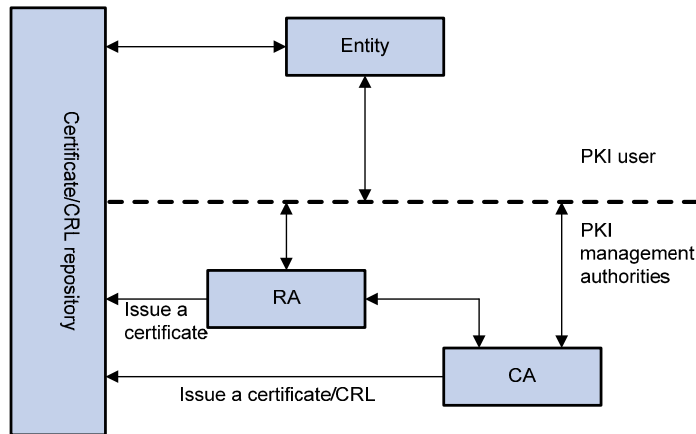 Entity
Certificate/CRL repository
PKI user
PKI
management
authorities
RA
Issue a
certificate
CA
Issue a certificate/CRL